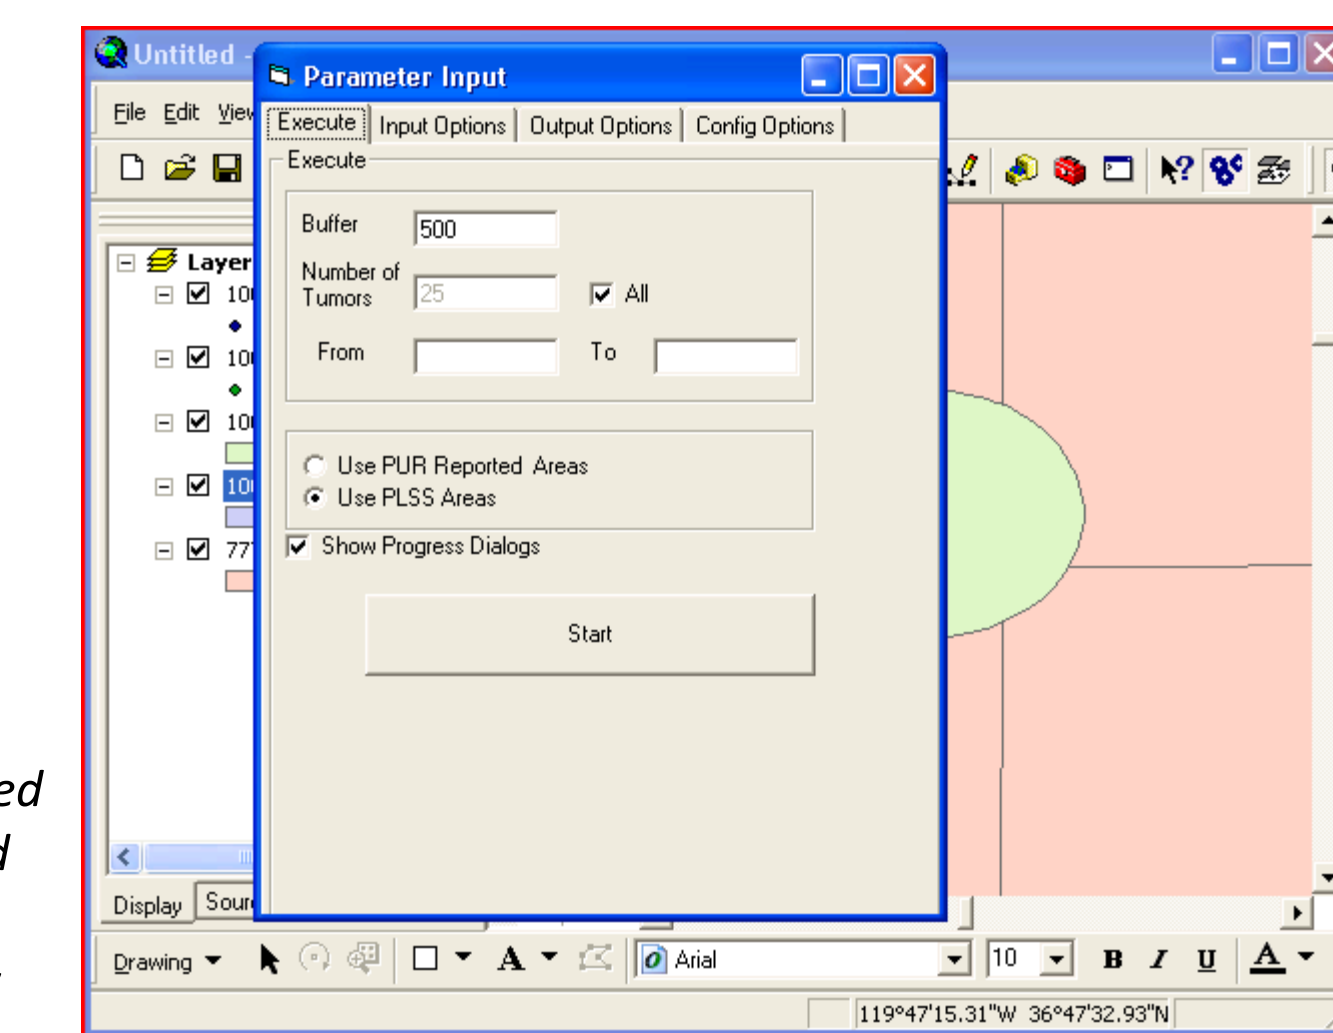 Untitled -
Parameter Input
File Edit View
Execute Input Options Output Options Config Options
Execute
Buffer 500
Number of
Tumors 25 All
From To
Layer
Use PUR Reported Areas
Use PLSS Areas
Show Progress Dialogs
Start
Display
Drawing A Arial 10 B I U A
119°47'15.31"W 36°47'32.93"N